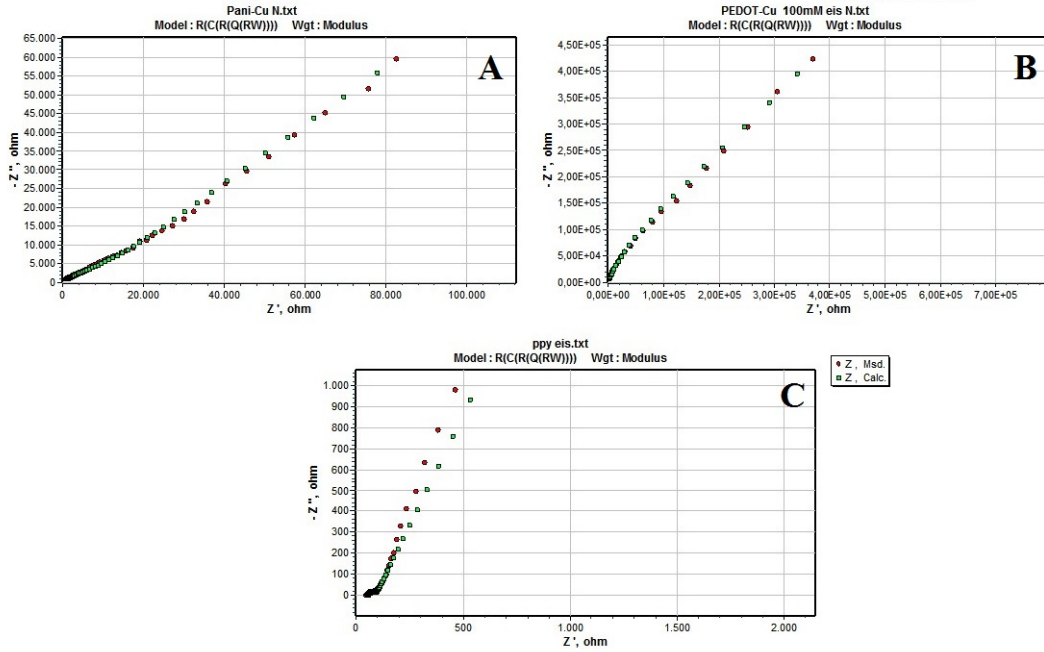 Pani-Cu N.txt
Model : R(C(R(Q(RW)))) Wgt : Modulus
A
- Z'', ohm
65.000
60.000
55.000
50.000
45.000
40.000
35.000
30.000
25.000
20.000
15.000
10.000
5.000
0
0
20.000
40.000
60.000
80.000
100.000
Z ', ohm
PEDOT-Cu 100mM eis N.txt
Model : R(C(R(Q(RW)))) Wgt : Modulus
B
- Z'', ohm
4,50E+05
4,00E+05
3,50E+05
3,00E+05
2,50E+05
2,00E+05
1,50E+05
1,00E+05
5,00E+04
0,00E+00
0,00E+00
1,00E+05
2,00E+05
3,00E+05
4,00E+05
5,00E+05
6,00E+05
7,00E+05
Z ', ohm
ppy eis.txt
Model : R(C(R(Q(RW)))) Wgt : Modulus
C
Z , Msd.
Z , Calc.
- Z'', ohm
1.000
900
800
700
600
500
400
300
200
100
0
0
500
1.000
1.500
2.000
Z ', ohm